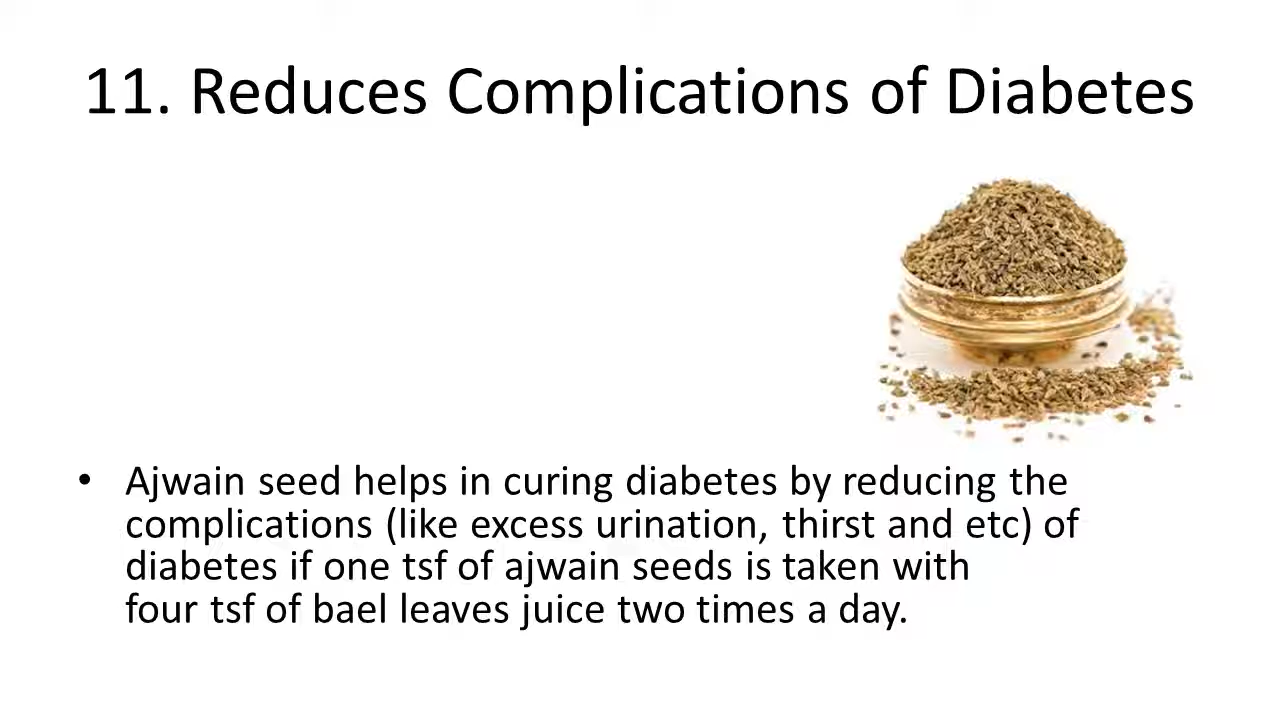 11. Reduces Complications of Diabetes
• Ajwain seed helps in curing diabetes by reducing the
complications (like excess urination, thirst and etc) of
diabetes if one tsf of ajwain seeds is taken with
four tsf of bael leaves juice two times a day.